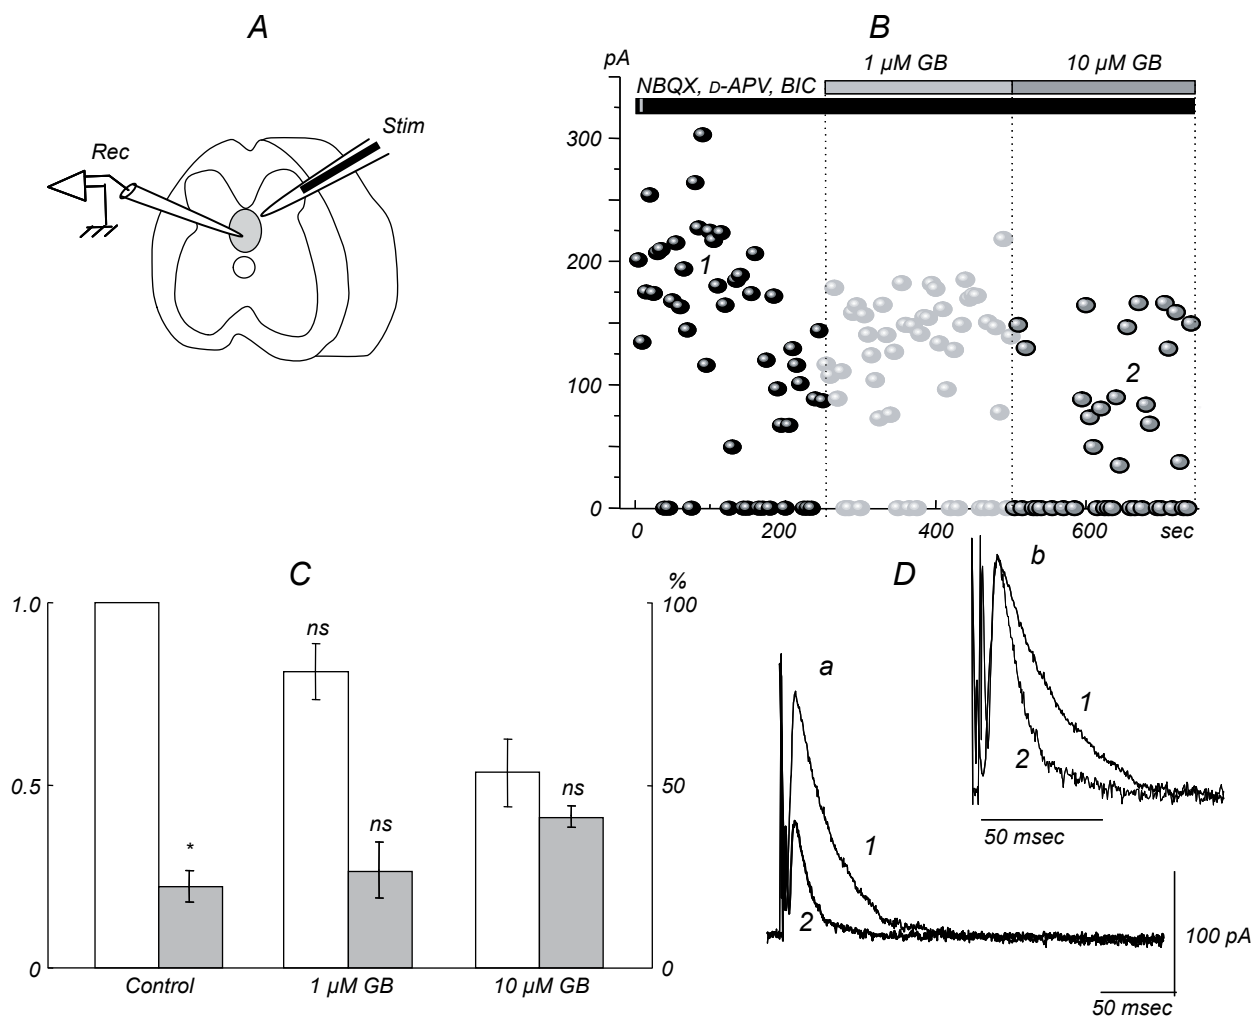 A
Rec
Stim
B
pA
1 µM GB
10 µM GB
NBQX, D-APV, BIC
300
200
100
0
1
2
0
200
400
600
sec
C
1.0
0.5
0
%
100
50
0
*
ns
ns
ns
Control
1 µM GB
10 µM GB
D
a
1
2
b
1
2
50 msec
100 pA
50 msec